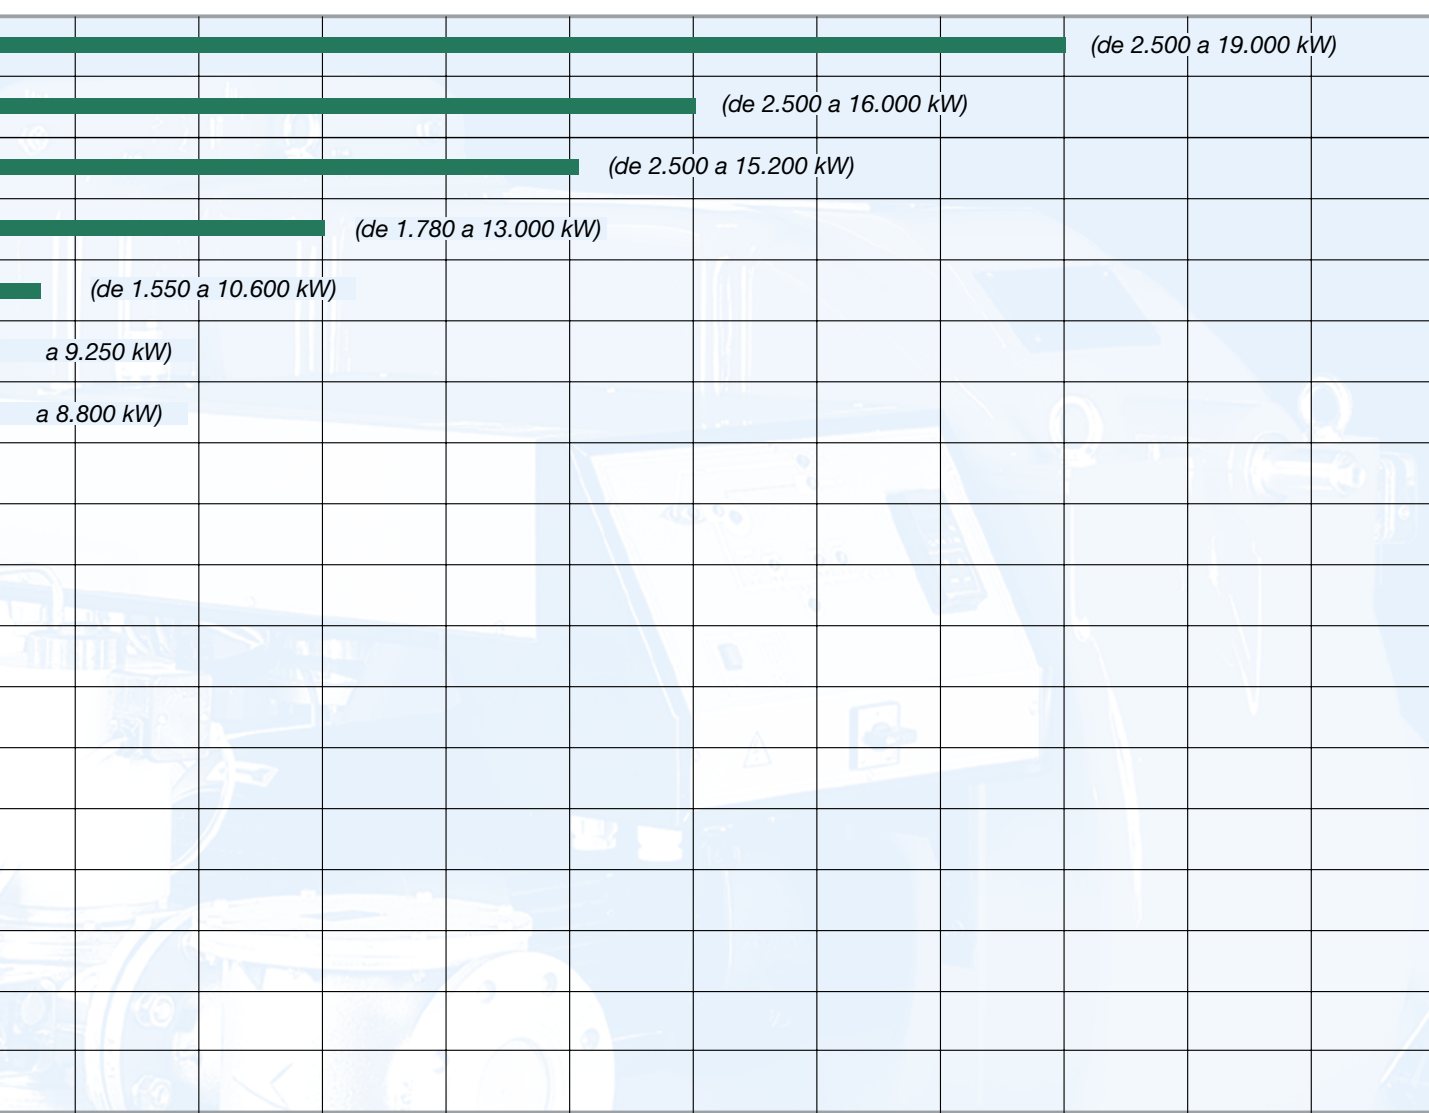 (de 2.500 a 19.000 kW)
(de 2.500 a 16.000 kW)
(de 2.500 a 15.200 kW)
(de 1.780 a 13.000 kW)
(de 1.550 a 10.600 kW)
a 9.250 kW)
a 8.800 kW)